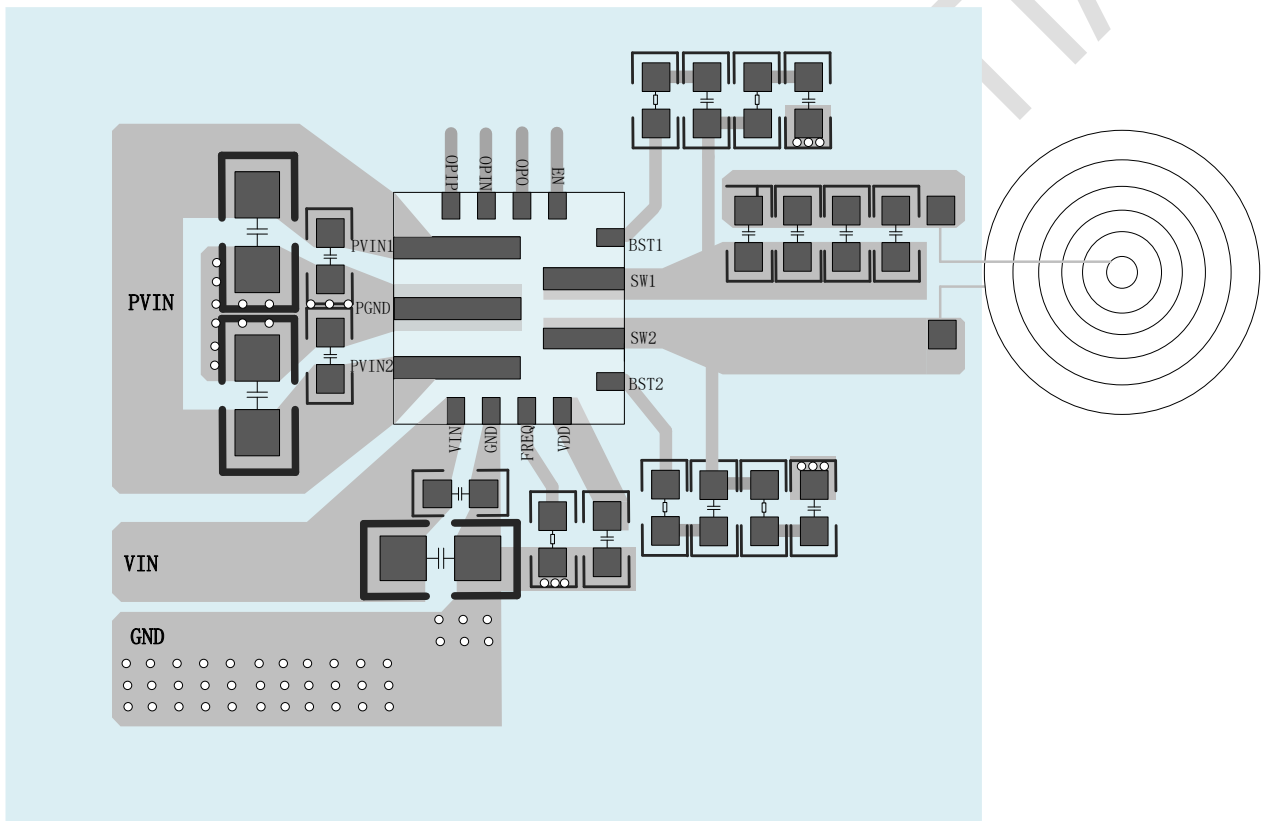 OPIP
OPIN
OPO
EN
PVIN1
BST1
SW1
PVIN
PGND
SW2
PVIN2
BST2
VIN
GND
FREQ
VDD
VIN
GND